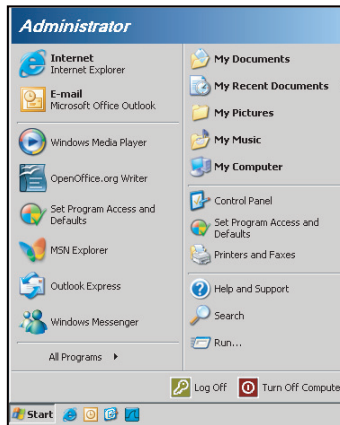 Administrator
Internet
Internet Explorer
E-mail
Microsoft Office Outlook
Windows Media Player
OpenOffice.org Writer
Set Program Access and
Defaults
MSN Explorer
Outlook Express
Windows Messenger
All Programs
My Documents
My Recent Documents
My Pictures
My Music
My Computer
Control Panel
Set Program Access and
Defaults
Printers and Faxes
Help and Support
Search
Run...
Log Off Turn Off Compute
Start